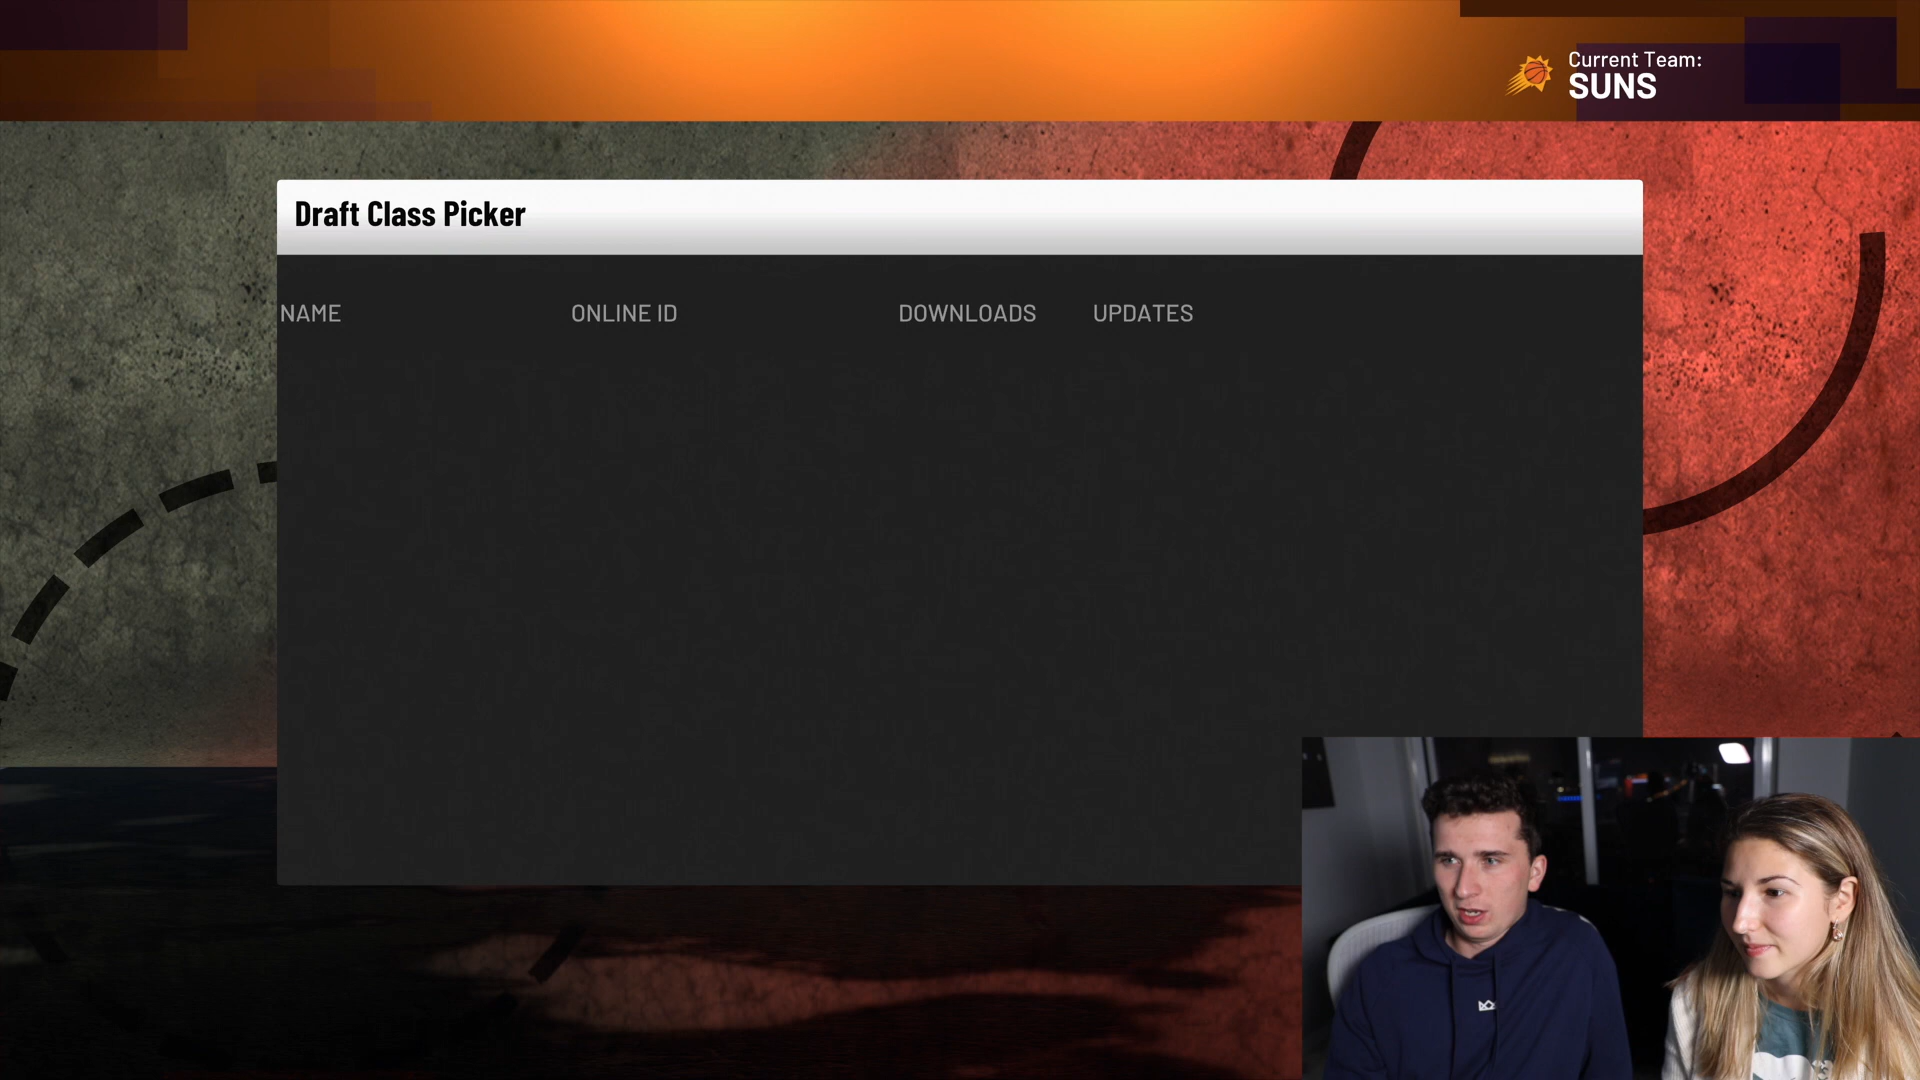 Current Team:
SUNS
Draft Class Picker
NAME ONLINE ID DOWNLOADS UPDATES